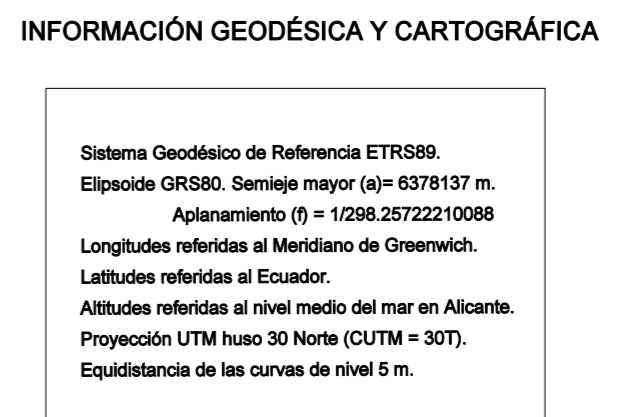 INFORMACIÓN GEODÉSICA Y CARTOGRÁFICA
Sistema Geodésico de Referencia ETRS89.
Elipsoide GRS80. Semieje mayor (a)= 6378137 m.
Aplanamiento (f) = 1/298.25722210088
Longitudes referidas al Meridiano de Greenwich.
Latitudes referidas al Ecuador.
Altitudes referidas al nivel medio del mar en Alicante.
Proyección UTM huso 30 Norte (CUTM = 30T).
Equidistancia de las curvas de nivel 5 m.